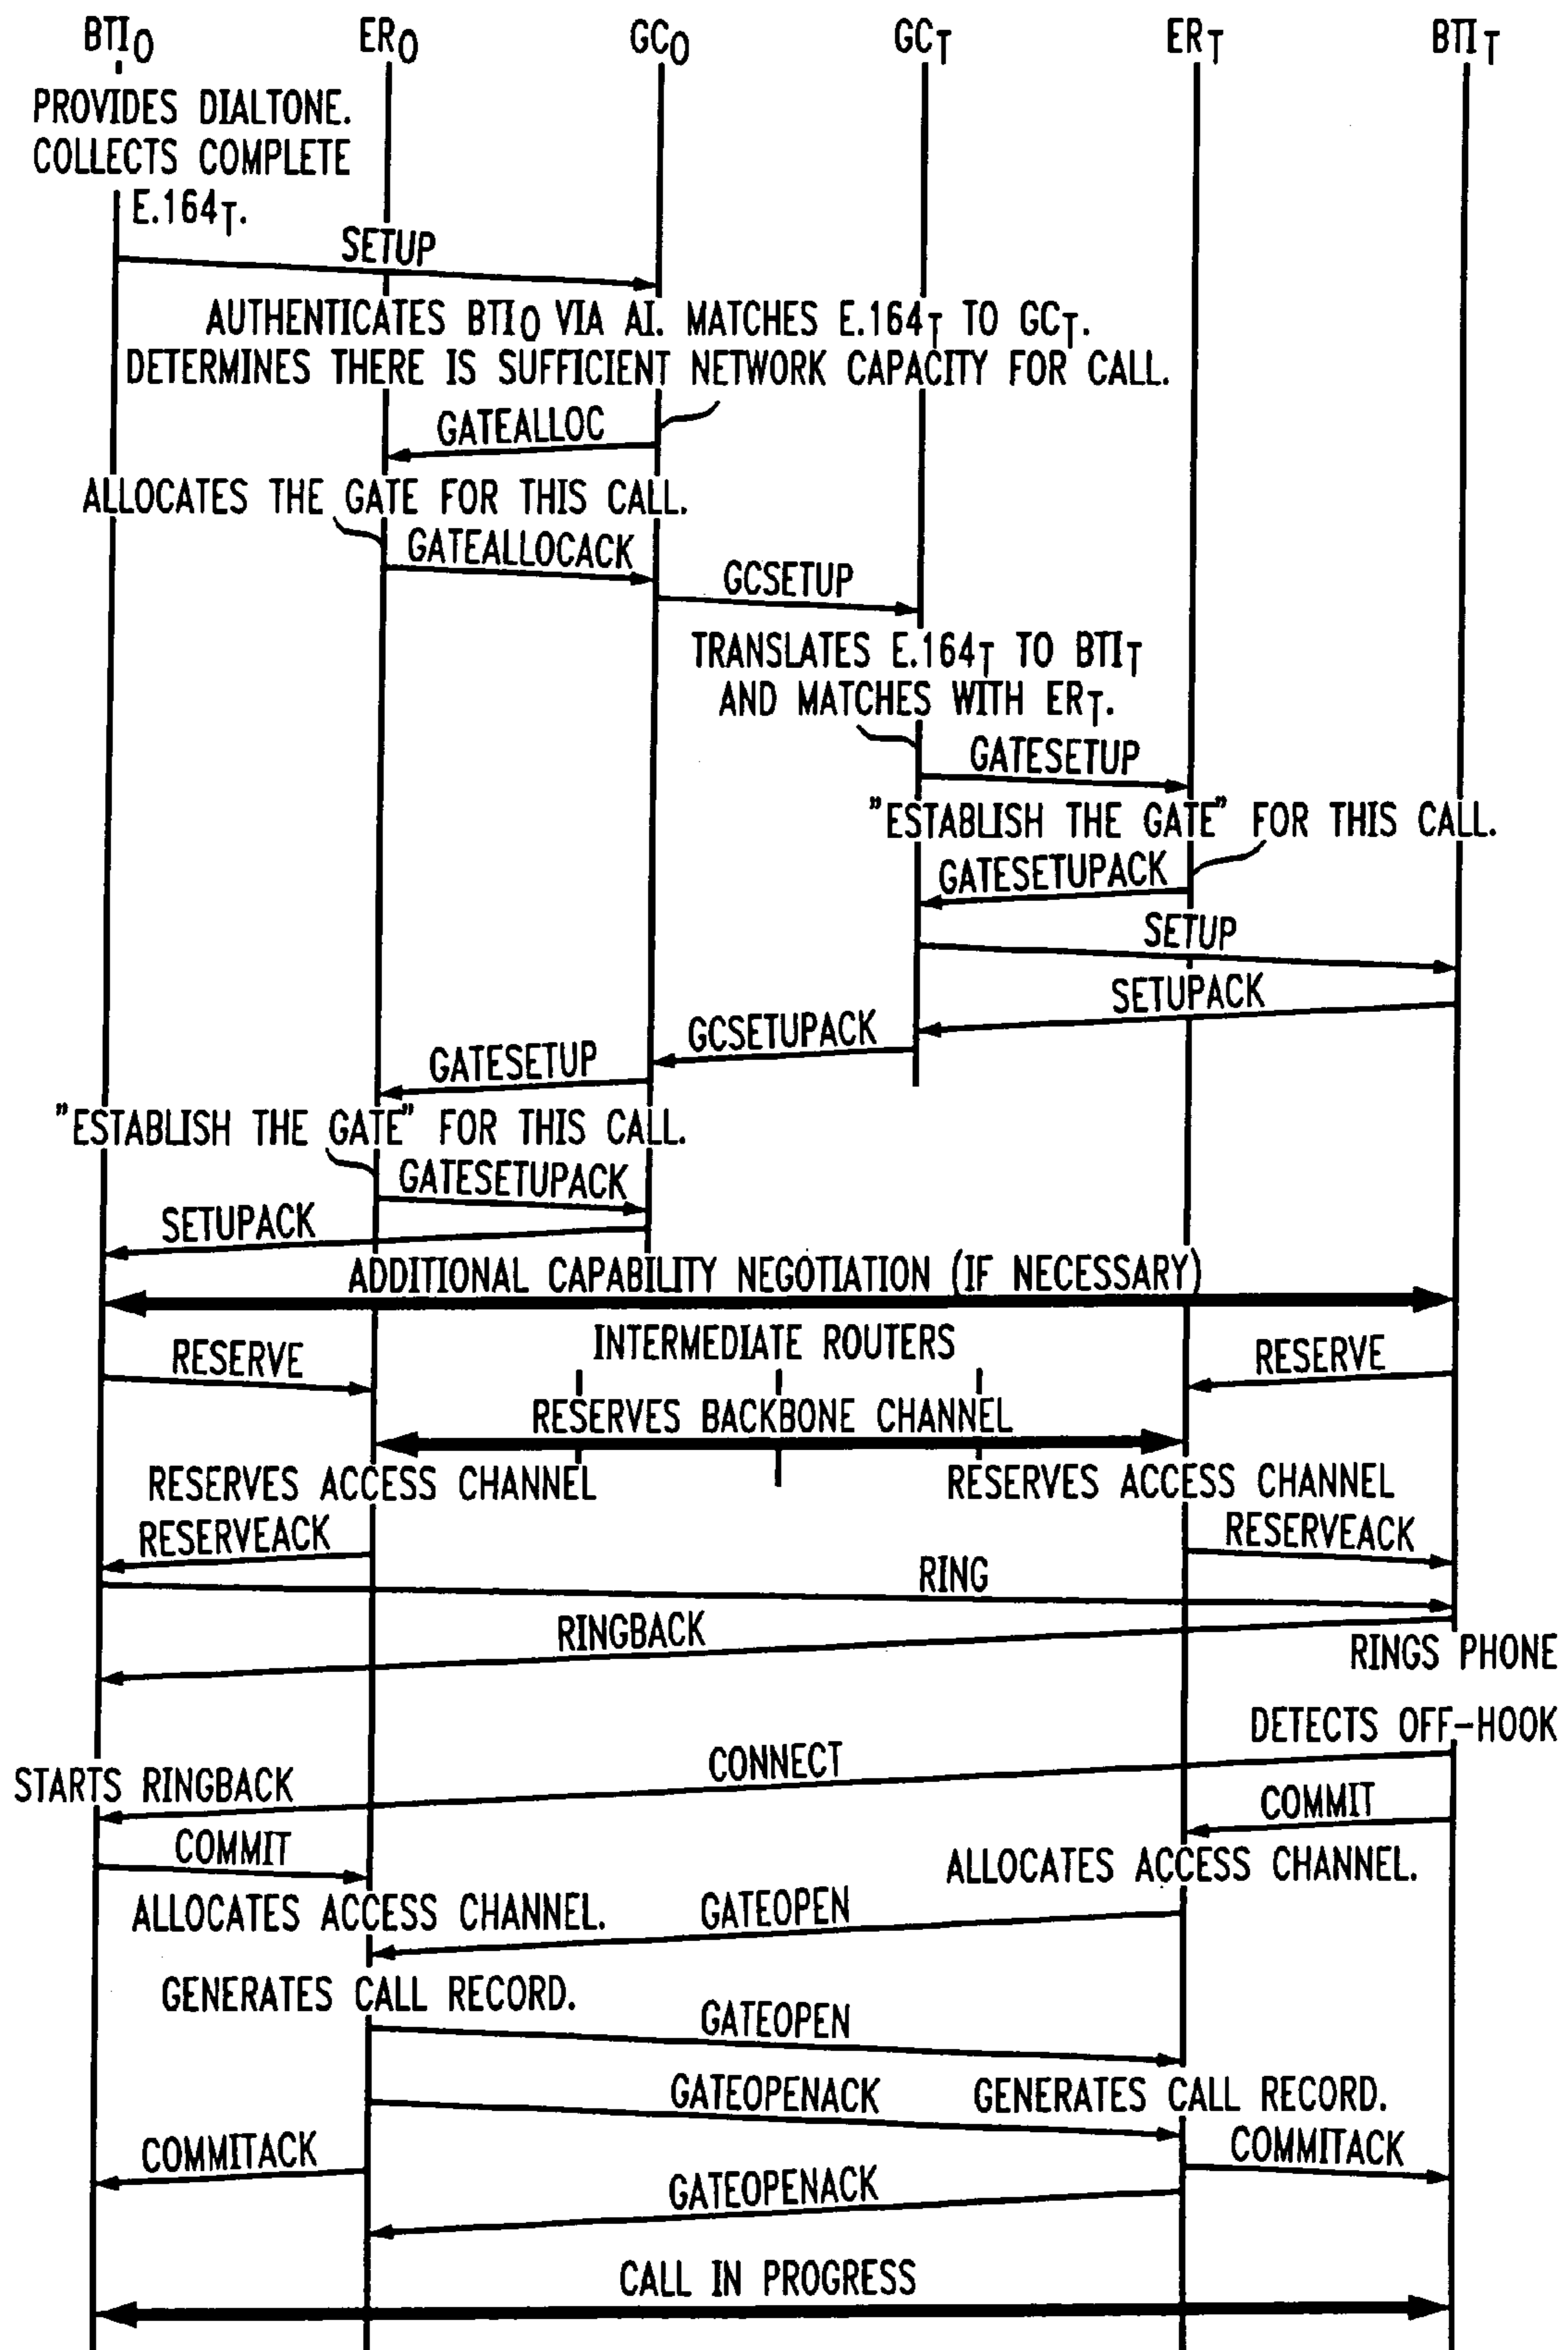 BTIO ERO GCO GCT ERT BTIT
PROVIDES DIALTONE.
COLLECTS COMPLETE
E.164T.
SETUP
AUTHENTICATES BTIO VIA AI. MATCHES E.164T TO GCT.
DETERMINES THERE IS SUFFICIENT NETWORK CAPACITY FOR CALL.
GATEALLOC
ALLOCATES THE GATE FOR THIS CALL.
GATEALLOCACK
GCSETUP
TRANSLATES E.164T TO BTIT
AND MATCHES WITH ERT.
GATESETUP
"ESTABLISH THE GATE" FOR THIS CALL.
GATESETUPACK
SETUP
SETUPACK
GCSETUPACK
GATESETUP
"ESTABLISH THE GATE" FOR THIS CALL.
GATESETUPACK
SETUPACK
ADDITIONAL CAPABILITY NEGOTIATION (IF NECESSARY)
INTERMEDIATE ROUTERS
RESERVE
RESERVE
RESERVES BACKBONE CHANNEL
RESERVES ACCESS CHANNEL
RESERVES ACCESS CHANNEL
RESERVEACK
RESERVEACK
RING
RINGBACK
RINGS PHONE
DETECTS OFF-HOOK
CONNECT
STARTS RINGBACK
COMMIT
COMMIT
ALLOCATES ACCESS CHANNEL.
ALLOCATES ACCESS CHANNEL.
GATEOPEN
GENERATES CALL RECORD.
GATEOPEN
GATEOPENACK
GENERATES CALL RECORD.
COMMITACK
COMMITACK
GATEOPENACK
CALL IN PROGRESS